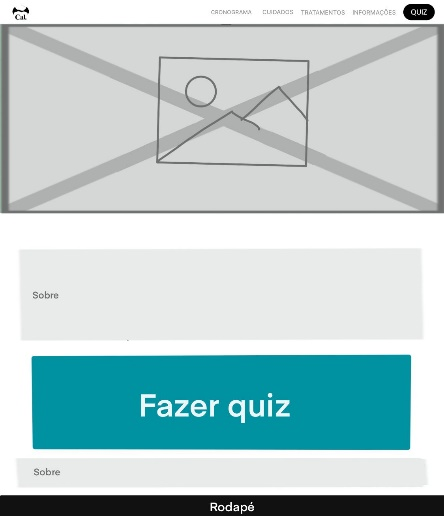 Cat.
CRONOGRAMA CUIDADOS TRATAMENTOS INFORMAÇÕES QUIZ
Sobre
Fazer quiz
Sobre
Rodapé